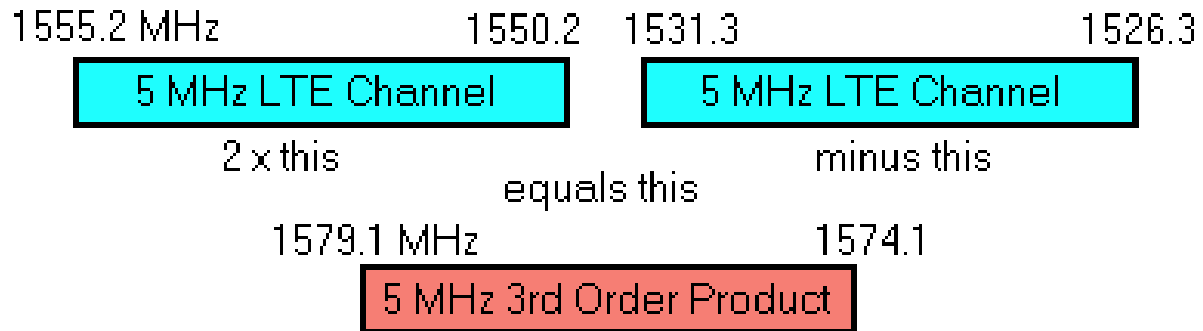 1555.2 MHz 1550.2 1531.3 1526.3
5 MHz LTE Channel 5 MHz LTE Channel
2 x this minus this
equals this
1579.1 MHz 1574.1
5 MHz 3rd Order Product